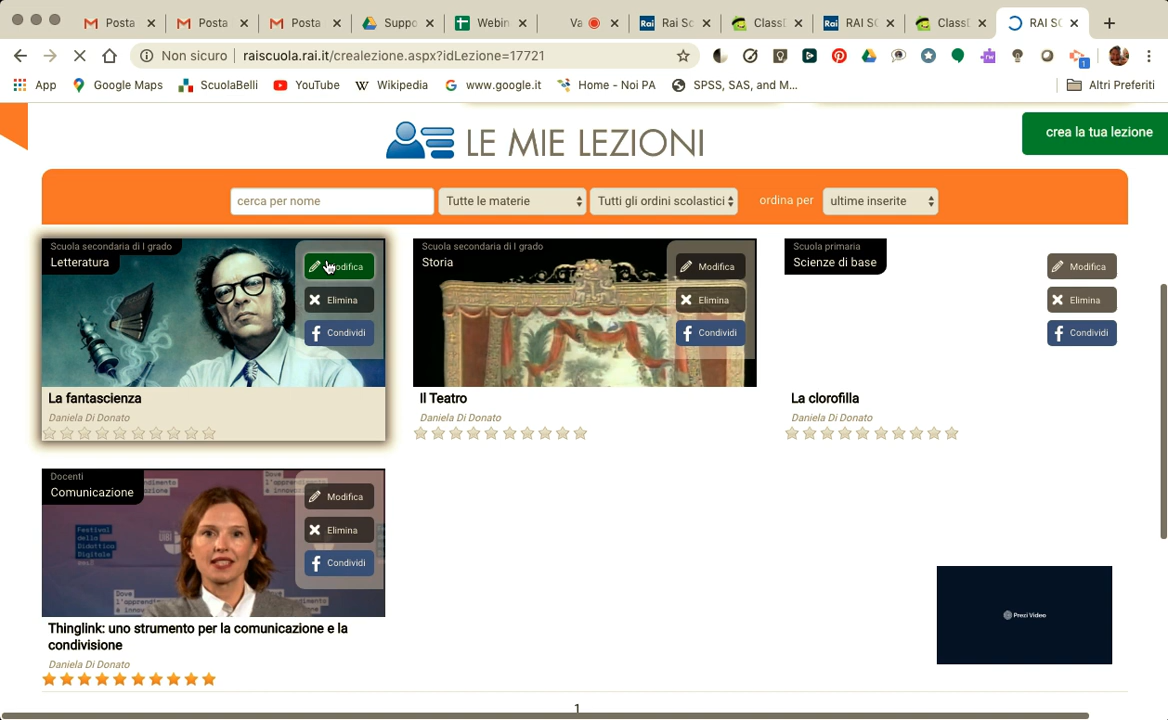 Posta
Posta
Posta
Suppo
Webin
Va
Rai Sc
ClassD
RAI SC
ClassD
RAI SC
Non sicuro
raiscuola.rai.it/crealezione.aspx?idLezione=17721
App
Google Maps
ScuolaBelli
YouTube
Wikipedia
www.google.it
Home - Noi PA
SPSS, SAS, and M...
Altri Preferiti
LE MIE LEZIONI
crea la tua lezione
cerca per nome
Tutte le materie
Tutti gli ordini scolastici
ordina per
ultime inserite
Scuola secondaria di I grado
Letteratura
Modifica
Elimina
Condividi
La fantascienza
Daniela Di Donato
Scuola secondaria di I grado
Storia
Modifica
Elimina
Condividi
Il Teatro
Daniela Di Donato
Scuola primaria
Scienze di base
Modifica
Elimina
Condividi
La clorofilla
Daniela Di Donato
Docenti
Comunicazione
Modifica
Elimina
Condividi
Festival
della
Didattica
Digitale
Thinglink: uno strumento per la comunicazione e la
condivisione
Daniela Di Donato
Prezi Video
1